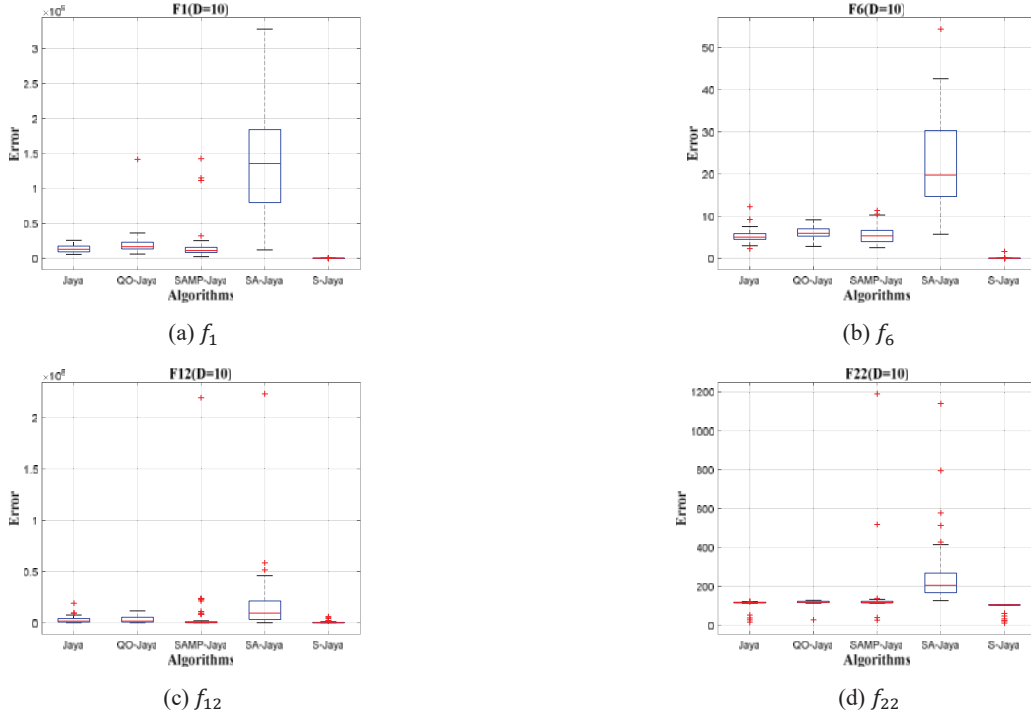 F1(D=10)
3
2.5
2
1.5
1
0.5
0
Error
Jaya QO-Jaya SAMP-Jaya SA-Jaya S-Jaya
Algorithms
(a) f₁
F6(D=10)
50
40
30
20
10
0
Error
Jaya QO-Jaya SAMP-Jaya SA-Jaya S-Jaya
Algorithms
(b) f₆
F12(D=10)
2
1.5
1
0.5
0
Error
Jaya QO-Jaya SAMP-Jaya SA-Jaya S-Jaya
Algorithms
(c) f₁₂
F22(D=10)
1200
1000
800
600
400
200
0
Error
Jaya QO-Jaya SAMP-Jaya SA-Jaya S-Jaya
Algorithms
(d) f₂₂